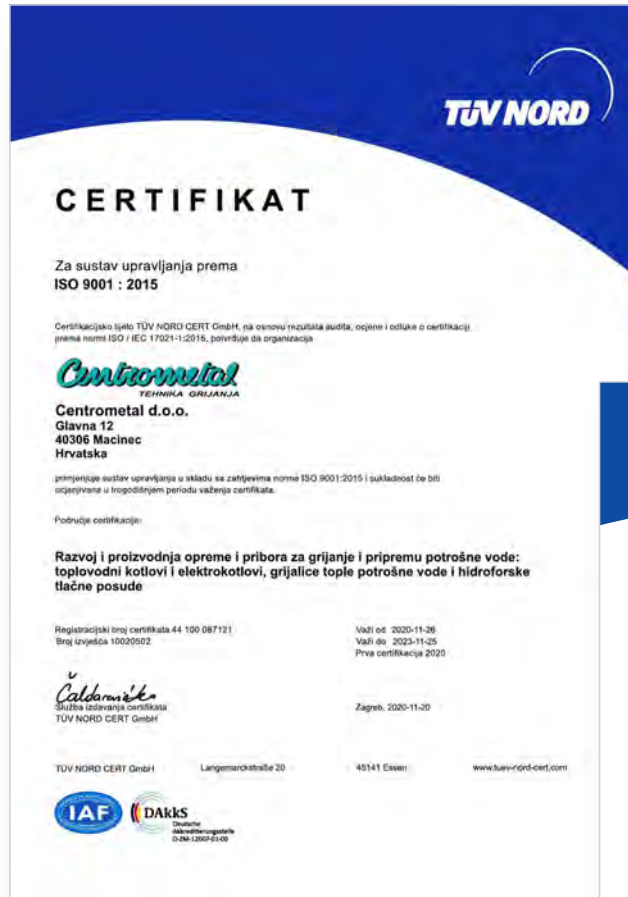 TÜV NORD
CERTIFIKAT
Za sustav upravljanja prema
ISO 9001 : 2015
Certifikacijsko tijelo TÜV NORD CERT GmbH, na osnovu rezultata audita, ocjene i odluke o certifikaciji
prema normi ISO / IEC 17021-1:2015, potvrđuje da organizacija
Centrometal
TEHNIKA GRIJANJA
Centrometal d.o.o.
Glavna 12
40306 Macinec
Hrvatska
primjenjuje sustav upravljanja u skladu sa zahtjevima norme ISO 9001:2015 i sukladnost će biti
ocjenjivana u trogodišnjem periodu važenja certifikata.
Područje certifikacije:
Razvoj i proizvodnja opreme i pribora za grijanje i pripremu potrošne vode:
toplovodni kotlovi i elektrokotlovi, grijalice tople potrošne vode i hidroforske
tlačne posude
Registracijski broj certifikata 44 100 087121
Broj izvješća 10020502
Važi od 2020-11-26
Važi do 2023-11-25
Prva certifikacija 2020
Služba izdavanja certifikata
TÜV NORD CERT GmbH
Zagreb, 2020-11-20
TÜV NORD CERT GmbH Langemarckstraße 20 45141 Essen www.tuev-nord-cert.com
IAF
DAkkS
Deutsche
Akkreditierungsstelle
D-ZM-12007-01-00